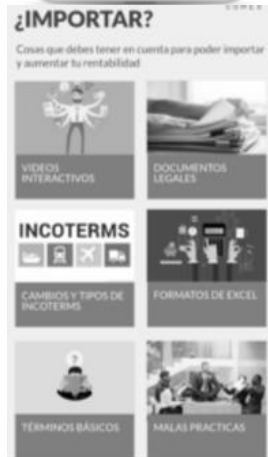 COMEX
¿IMPORTAR?
Cosas que debes tener en cuenta para poder importar
y aumentar tu rentabilidad
VIDEOS
INTERACTIVOS
DOCUMENTOS
LEGALES
INCOTERMS
CAMBIOS Y TIPOS DE
INCOTERMS
FORMATOS DE EXCEL
TÉRMINOS BÁSICOS
MALAS PRACTICAS